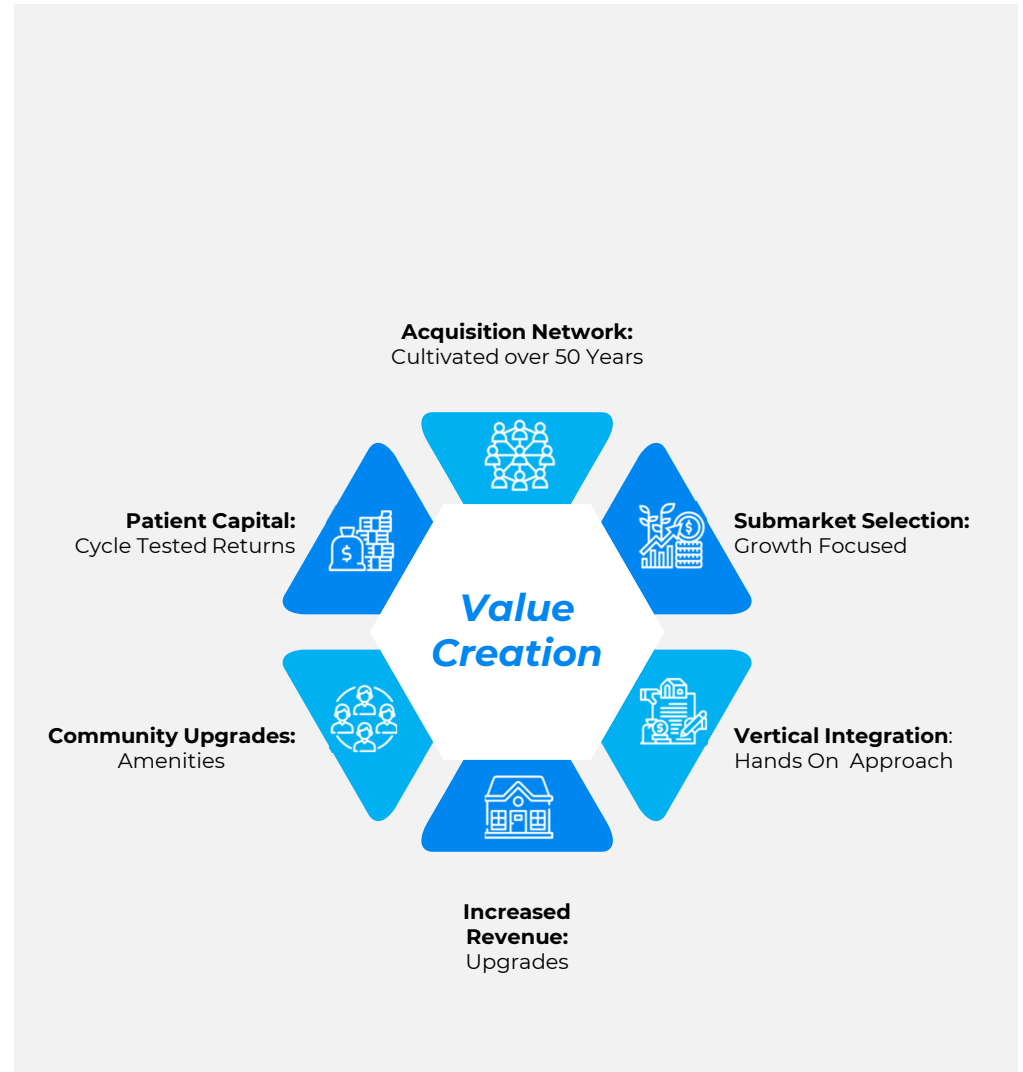 Acquisition Network:
Cultivated over 50 Years
Patient Capital:
Cycle Tested Returns
Submarket Selection:
Growth Focused
Value
Creation
Community Upgrades:
Amenities
Vertical Integration:
Hands On  Approach
Increased
Revenue:
Upgrades